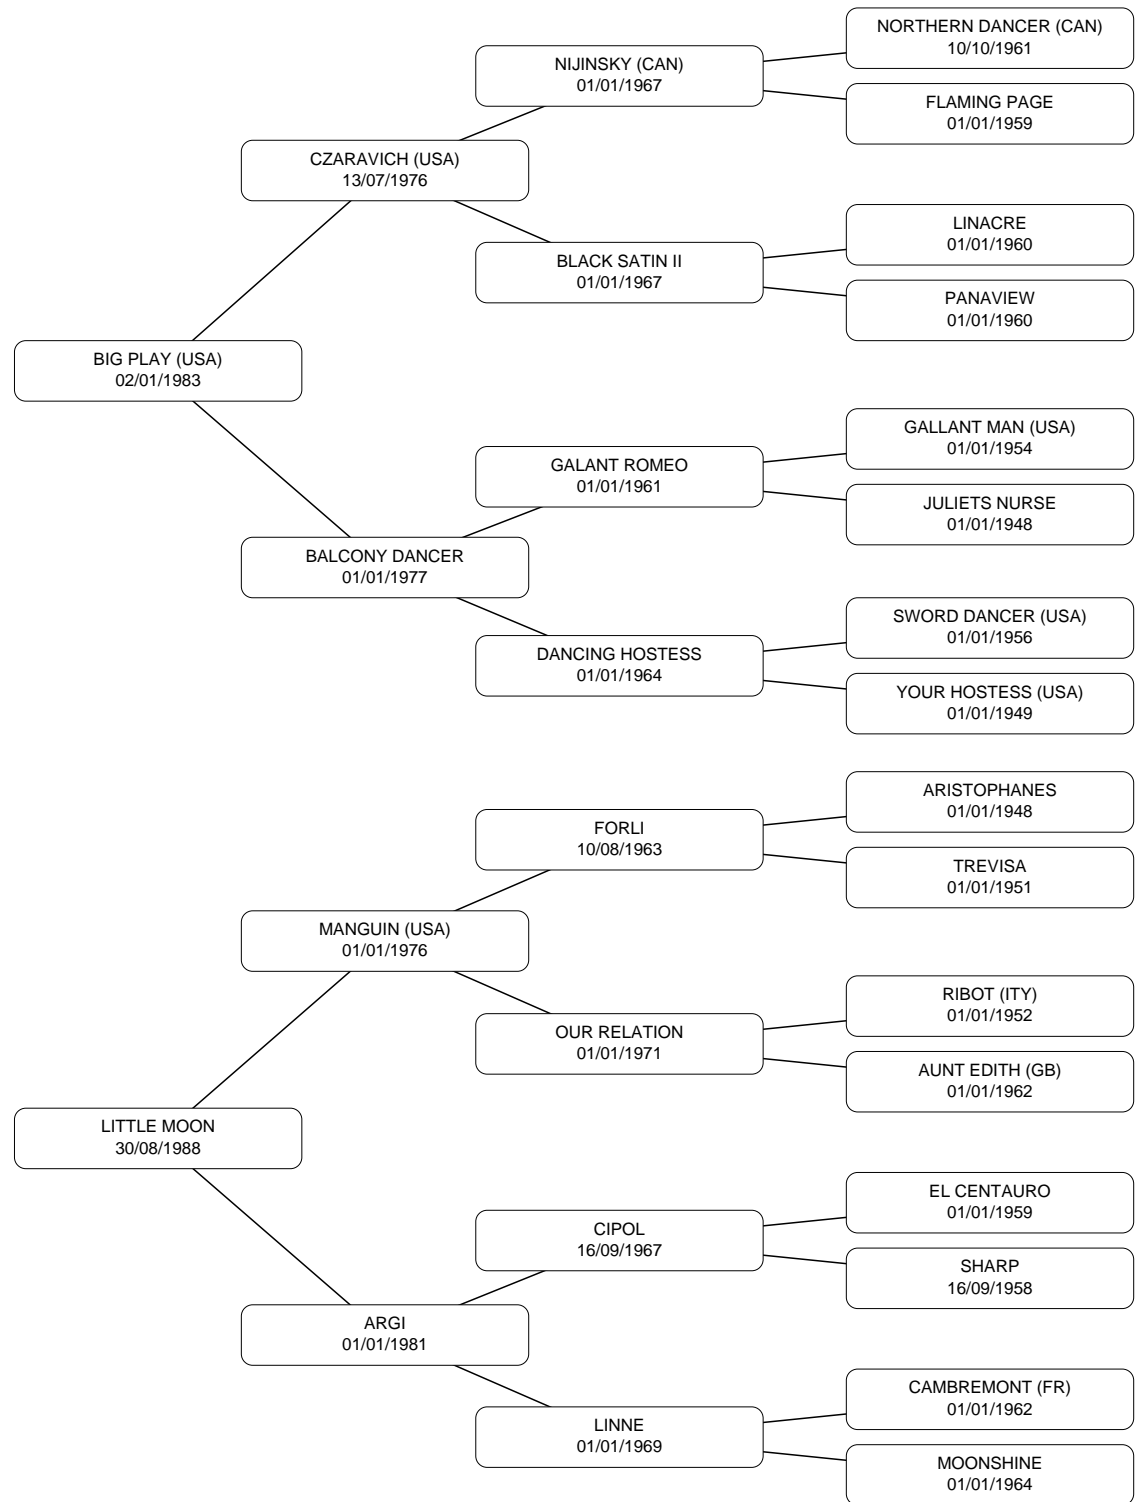 NORTHERN DANCER (CAN)
10/10/1961
NIJINSKY (CAN)
01/01/1967
FLAMING PAGE
01/01/1959
CZARAVICH (USA)
13/07/1976
LINACRE
01/01/1960
BLACK SATIN II
01/01/1967
PANAVIEW
01/01/1960
BIG PLAY (USA)
02/01/1983
GALLANT MAN (USA)
01/01/1954
GALANT ROMEO
01/01/1961
JULIETS NURSE
01/01/1948
BALCONY DANCER
01/01/1977
SWORD DANCER (USA)
01/01/1956
DANCING HOSTESS
01/01/1964
YOUR HOSTESS (USA)
01/01/1949
ARISTOPHANES
01/01/1948
FORLI
10/08/1963
TREVISA
01/01/1951
MANGUIN (USA)
01/01/1976
RIBOT (ITY)
01/01/1952
OUR RELATION
01/01/1971
AUNT EDITH (GB)
01/01/1962
LITTLE MOON
30/08/1988
EL CENTAURO
01/01/1959
CIPOL
16/09/1967
SHARP
16/09/1958
ARGI
01/01/1981
CAMBREMONT (FR)
01/01/1962
LINNE
01/01/1969
MOONSHINE
01/01/1964